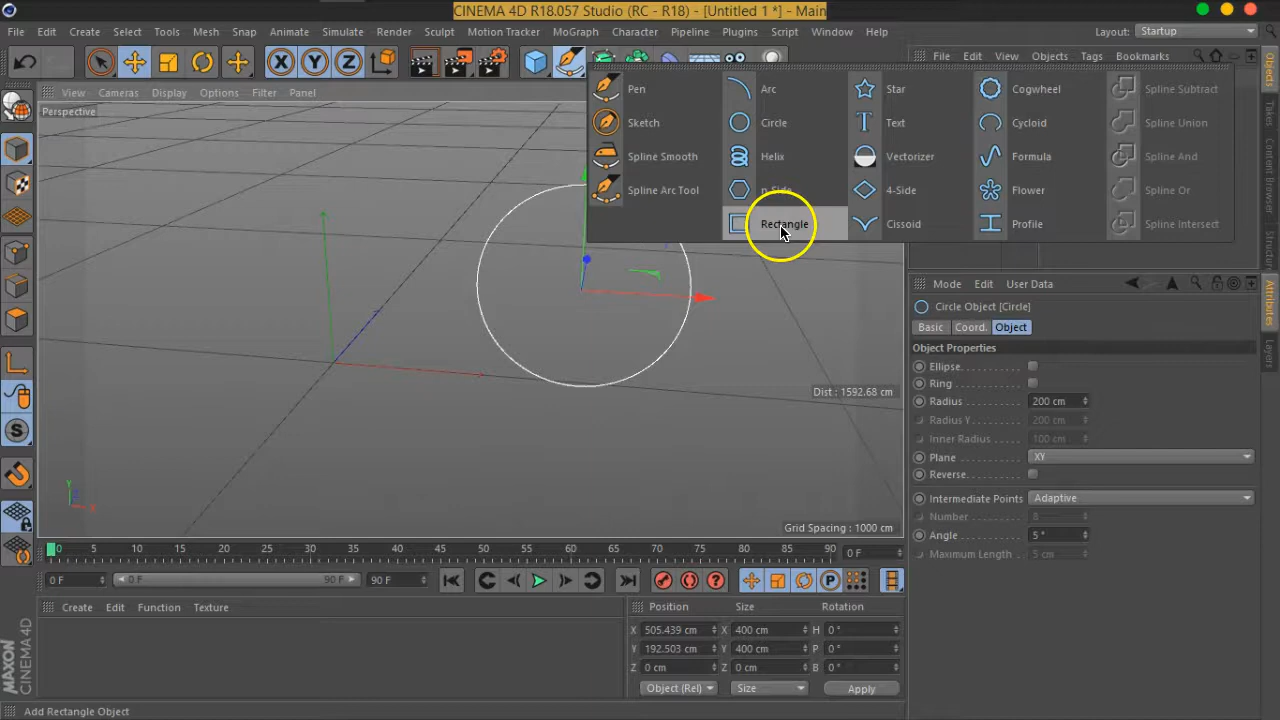 CINEMA 4D R18.057 Studio (RC - R18) - [Untitled 1 *] - Main
File Edit Create Select Tools Mesh Snap Animate Simulate Render Sculpt Motion Tracker MoGraph Character Pipeline Plugins Script Window Help Layout: Startup
X Y Z
File Edit View Objects Tags Bookmarks
View Cameras Display Options Filter Panel
Perspective
Pen Arc Star Cogwheel Spline Subtract
Sketch Circle Text Cycloid Spline Union
Spline Smooth Helix Vectorizer Formula Spline And
Spline Arc Tool n-Side 4-Side Flower Spline Or
Rectangle Cissoid Profile Spline Intersect
Objects
Takes
Content Browser
Structure
Attributes
Layers
Mode Edit User Data
Circle Object [Circle]
Basic Coord. Object
Object Properties
Ellipse
Ring
Radius 200 cm
Radius Y 200 cm
Inner Radius 100 cm
Plane XY
Reverse
Intermediate Points Adaptive
Number 8
Angle 5 °
Maximum Length 5 cm
Dist : 1592.68 cm
Y
Z
X
Grid Spacing : 1000 cm
0 5 10 15 20 25 30 35 40 45 50 55 60 65 70 75 80 85 90 0 F
0 F 0 F 90 F 90 F
Create Edit Function Texture
Position Size Rotation
X 505.439 cm X 400 cm H 0 °
Y 192.503 cm Y 400 cm P 0 °
Z 0 cm Z 0 cm B 0 °
Object (Rel) Size Apply
MAXON
CINEMA 4D
Add Rectangle Object